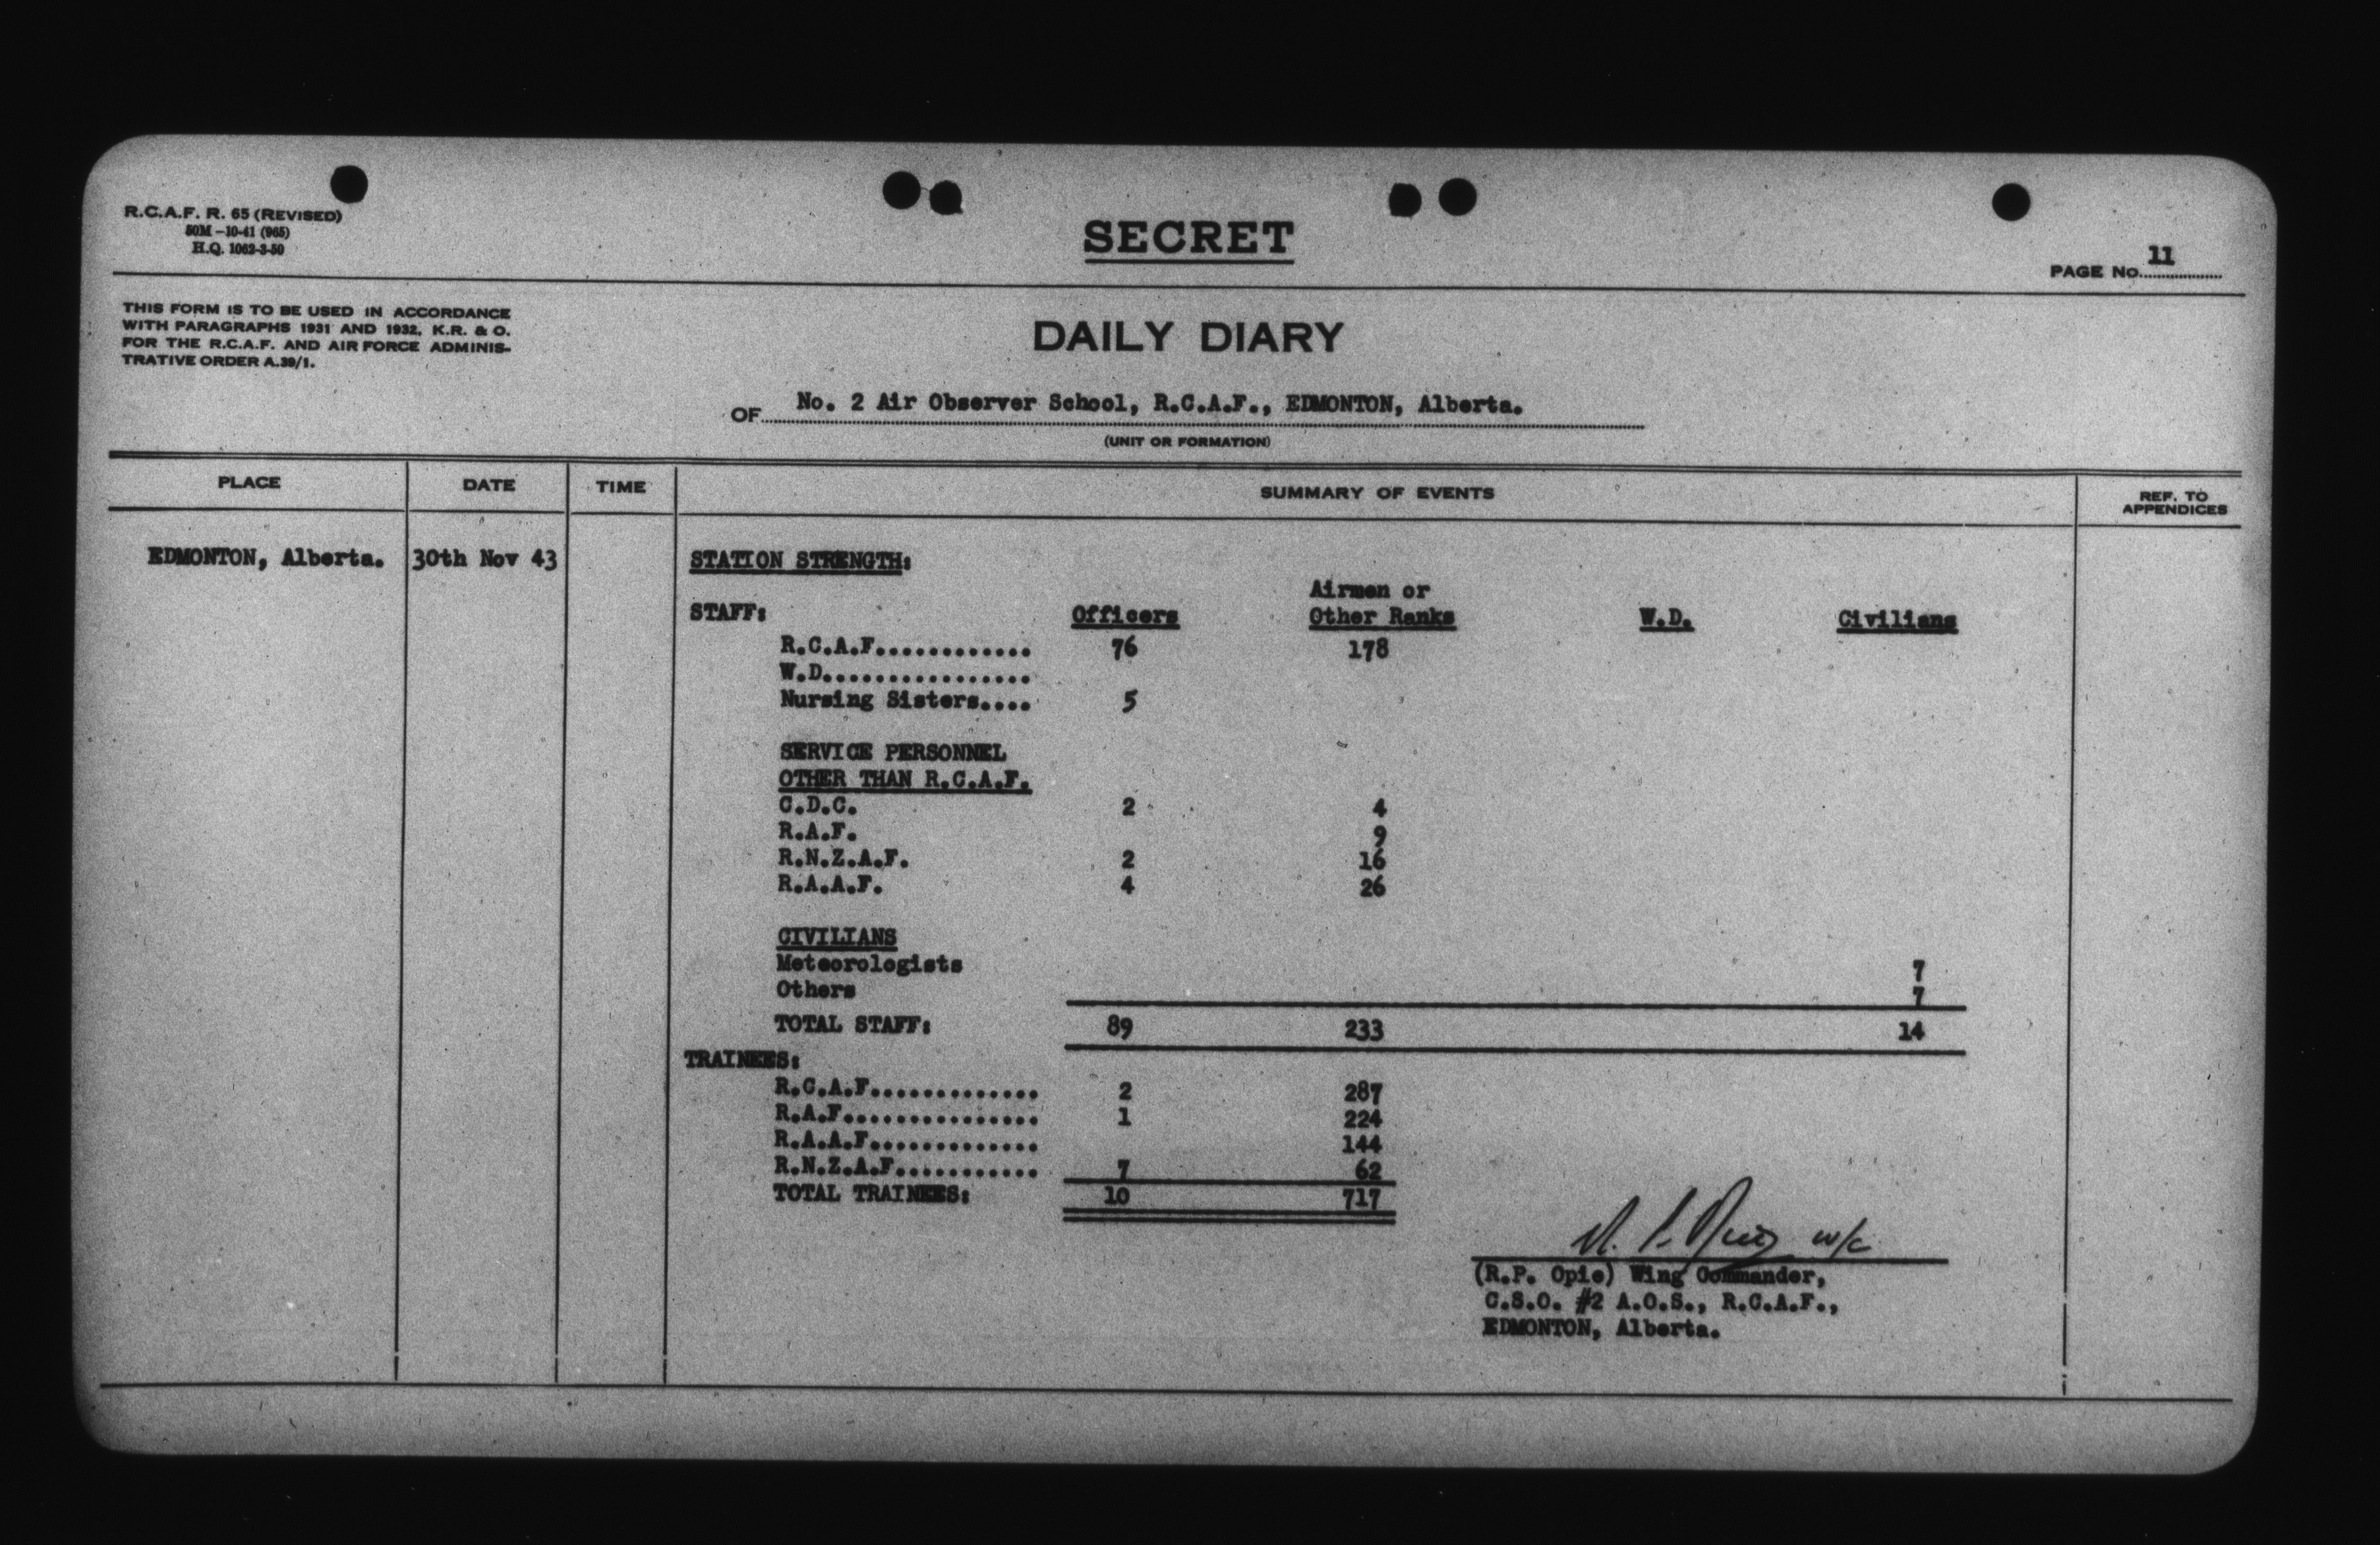 R.C.A.F. R. 65 (REVISED)
50M—10-41 (965)
H.Q. 1062-3-50
SECRET
PAGE No. 11
THIS FORM IS TO BE USED IN ACCORDANCE
WITH PARAGRAPHS 1931 AND 1932, K.R. & O.
FOR THE R.C.A.F. AND AIR FORCE ADMINIS-
TRATIVE ORDER A.39/1.
DAILY DIARY
OF No. 2 Air Observer School, R.C.A.F., EDMONTON, Alberta.
(UNIT OR FORMATION)
PLACE DATE TIME SUMMARY OF EVENTS REF. TO
APPENDICES
EDMONTON, Alberta. 30th Nov 43 STATION STRENGTH:
Airmen or
STAFF: Officers Other Ranks W.D. Civilians
R.C.A.F............ 76 178
W.D................
Nursing Sisters.... 5
SERVICE PERSONNEL
OTHER THAN R.C.A.F.
C.D.C. 2 4
R.A.F. 9
R.N.Z.A.F. 2 16
R.A.A.F. 4 26
CIVILIANS
Meteorologists 7
Others 7
TOTAL STAFF: 89 233 14
TRAINEES:
R.C.A.F............. 2 287
R.A.F............... 1 224
R.A.A.F............. 144
R.N.Z.A.F........... 7 62
TOTAL TRAINEES: 10 717
w/c
(R.P. Opie) Wing Commander,
C.S.O. #2 A.O.S., R.C.A.F.,
EDMONTON, Alberta.